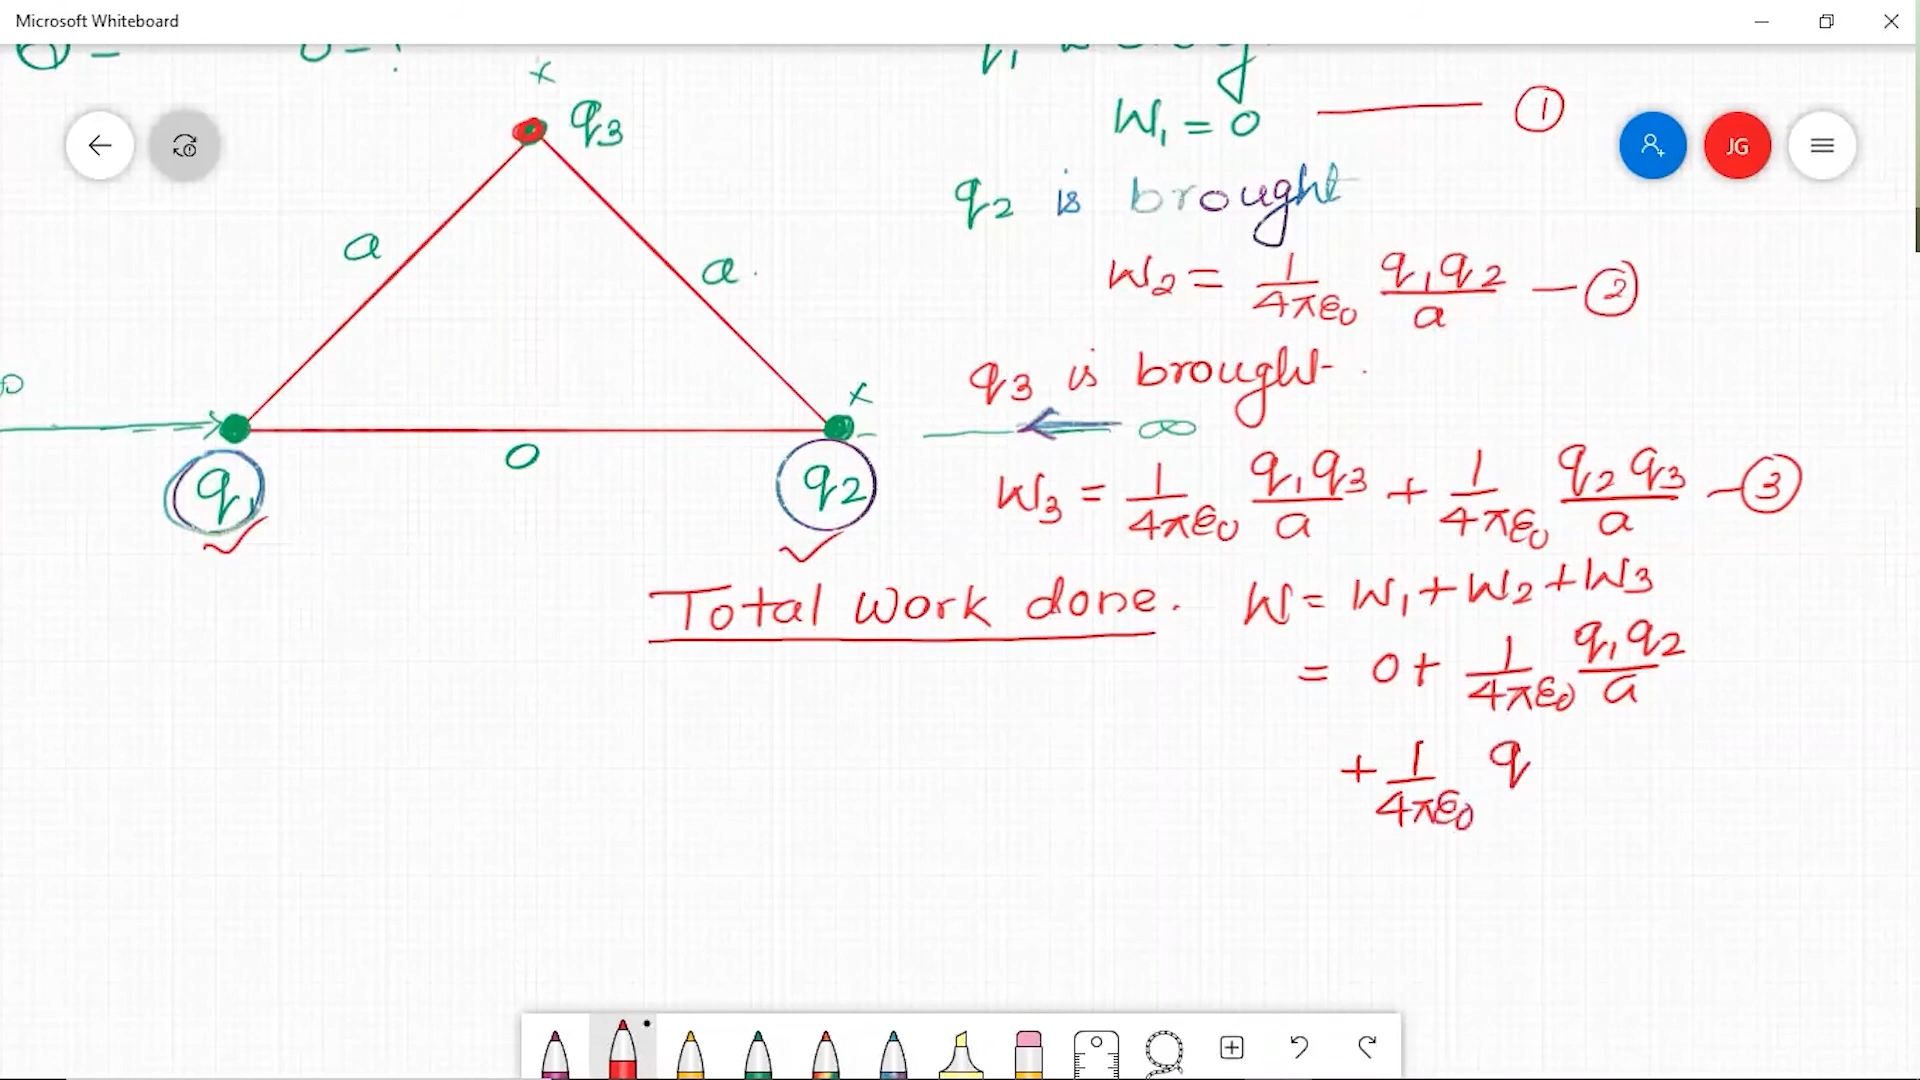 Microsoft Whiteboard
x
q3
W1 = 0 ——— ①
JG
q2 is brought
a
a
W2 = 1/4πε0 q1q2/a — ②
q3 is brought
x
∞
0
q1
q2
W3 = 1/4πε0 q1q3/a + 1/4πε0 q2q3/a — ③
Total work done. W = W1 + W2 + W3
= 0 + 1/4πε0 q1q2/a
+ 1/4πε0 q